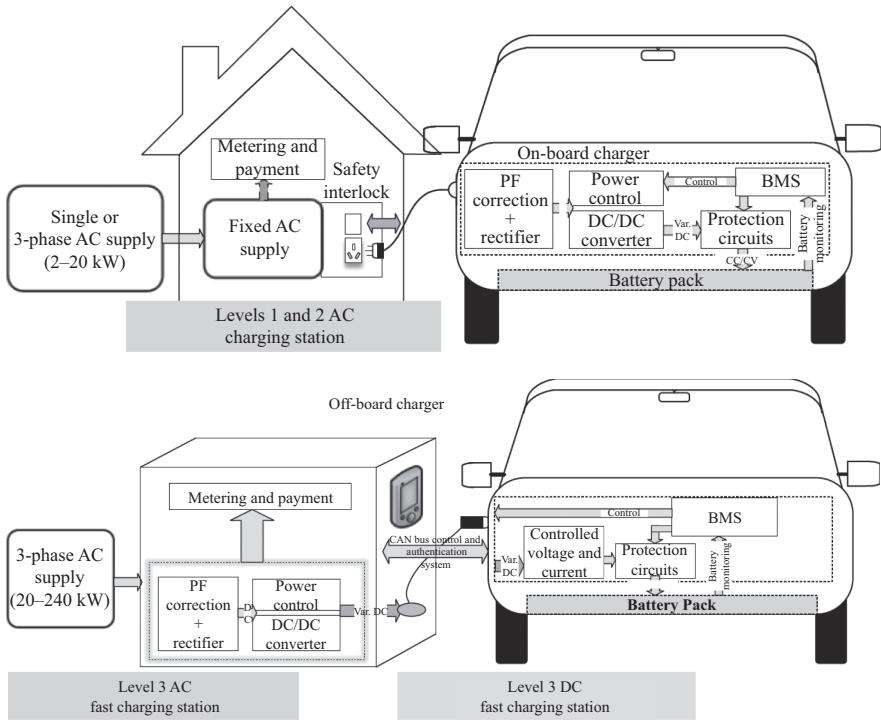 On-board charger
Metering and
payment
Safety
interlock
PF
correction
+
rectifier
Power
control
DC/DC
converter
Control
BMS
Var.
DC
Protection
circuits
Battery
monitoring
CC/CV
Battery pack
Single or
3-phase AC supply
(2–20 kW)
Fixed AC
supply
Levels 1 and 2 AC
charging station
Off-board charger
Metering and payment
3-phase AC
supply
(20–240 kW)
PF
correction
+
rectifier
Power
control
DC/DC
converter
Var. DC
CAN bus control and
authentication
system
Control
BMS
Var.
DC
Controlled
voltage and
current
Protection
circuits
Battery
monitoring
Battery Pack
Level 3 AC
fast charging station
Level 3 DC
fast charging station